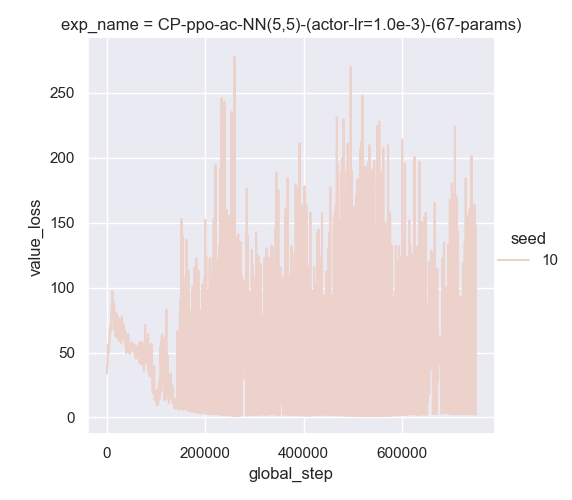 exp_name = CP-ppo-ac-NN(5,5)-(actor-lr=1.0e-3)-(67-params)
250
200
150
100
50
0
value_loss
seed
10
0 200000 400000 600000
global_step